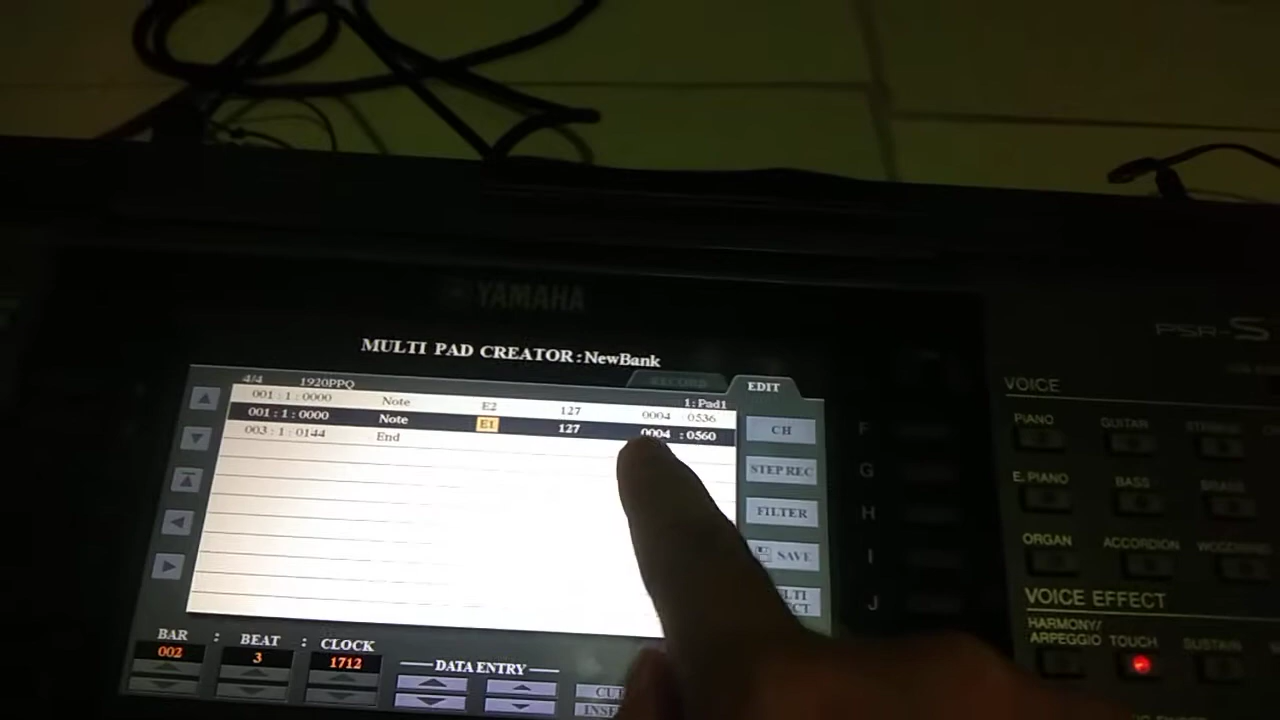 YAMAHA
PSR-S
MULTI PAD CREATOR:NewBank
4/4 1920PPQ 1:Pad1
RECORD EDIT
001:1:0000 Note E2 127 0004 :0536
001:1:0000 Note E1 127 0004 :0560
003:1:0144 End
CH
STEP REC
FILTER
SAVE
F
G
H
I
J
BAR : BEAT : CLOCK
002 3 1712
DATA ENTRY
VOICE
PIANO GUITAR
E.PIANO BASS BRASS
ORGAN ACCORDION
VOICE EFFECT
HARMONY/
ARPEGGIO TOUCH SUSTAIN